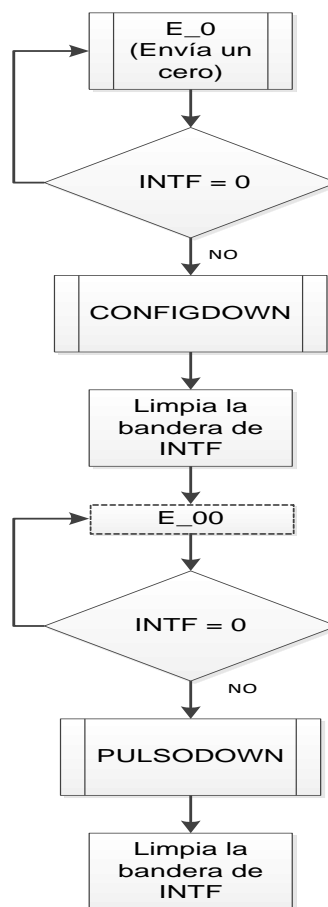 E_0
(Envía un
cero)
INTF = 0
NO
CONFIGDOWN
Limpia la
bandera de
INTF
E_00
INTF = 0
NO
PULSODOWN
Limpia la
bandera de
INTF